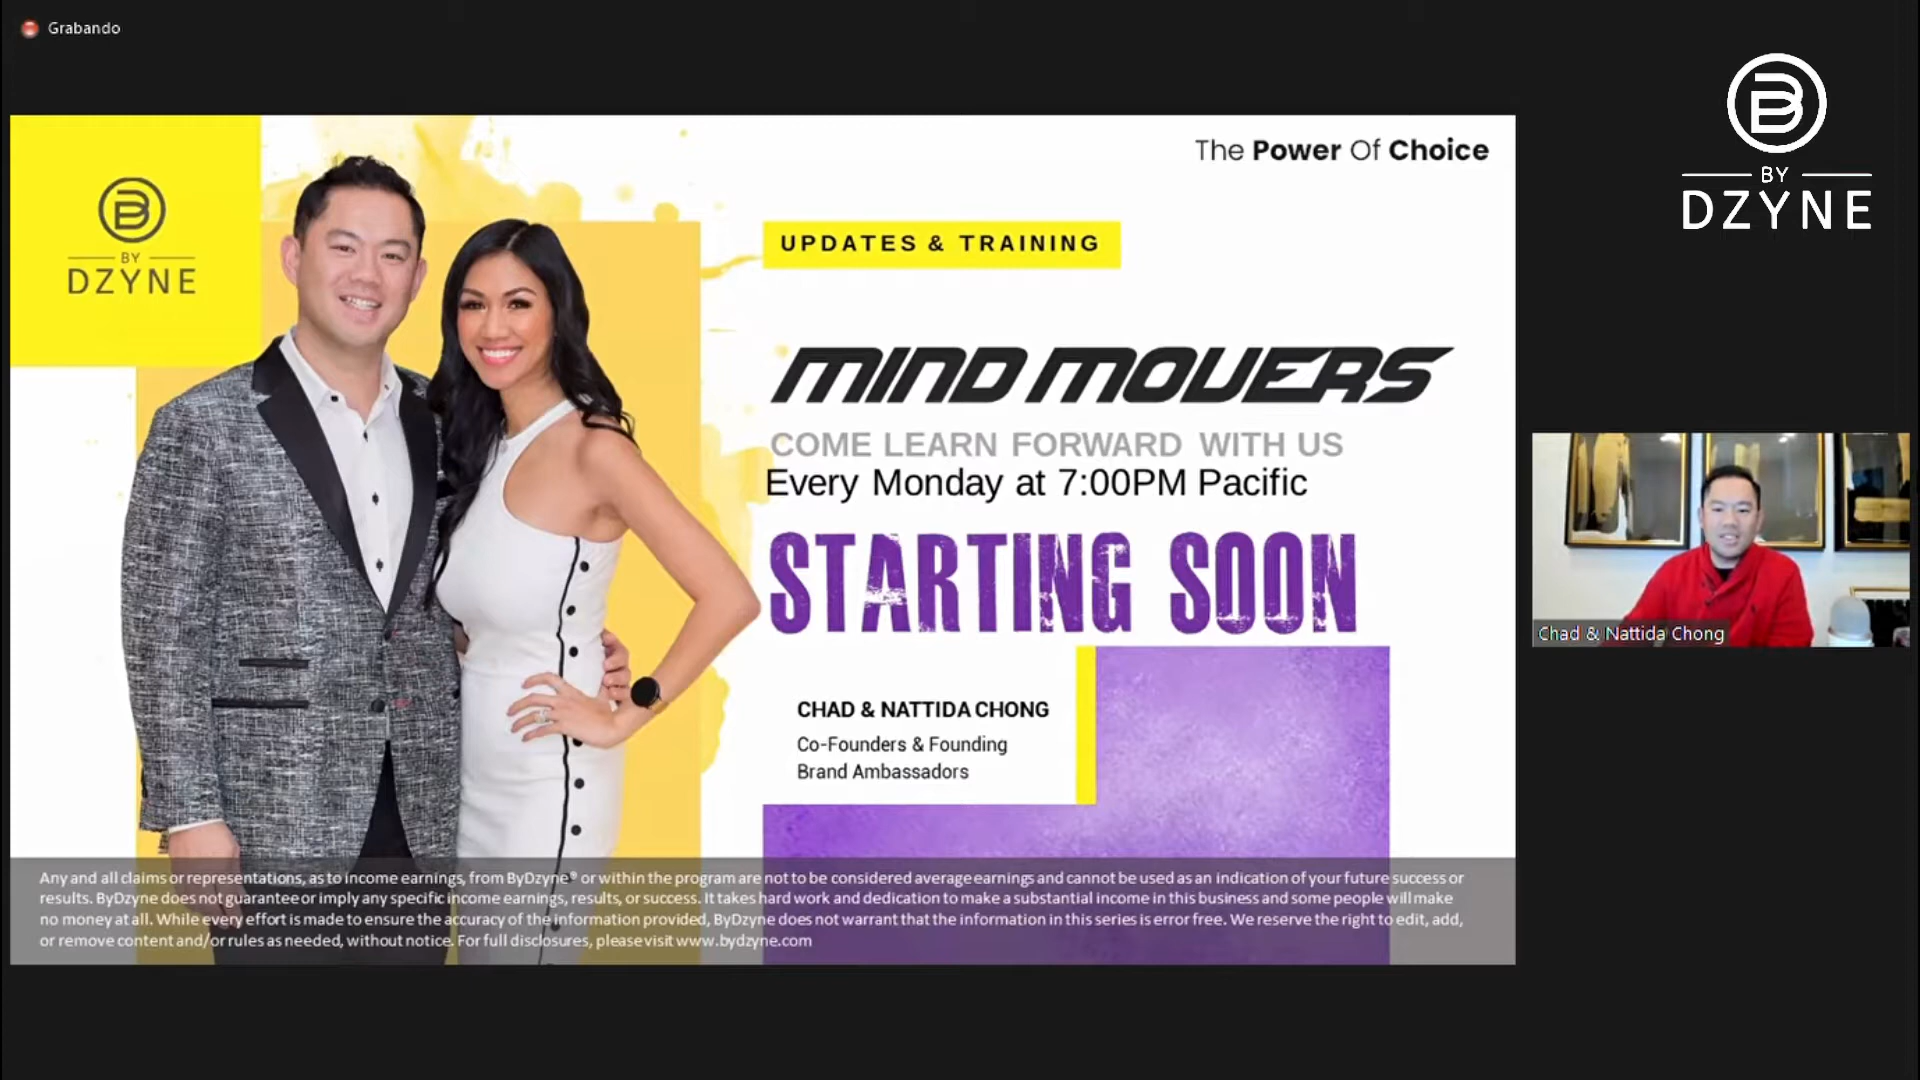 Grabando
BY
DZYNE
The Power Of Choice
UPDATES & TRAINING
MIND MOVERS
COME LEARN FORWARD WITH US
Every Monday at 7:00PM Pacific
STARTING SOON
CHAD & NATTIDA CHONG
Co-Founders & Founding
Brand Ambassadors
Any and all claims or representations, as to income earnings, from ByDzyne® or within the program are not to be considered average earnings and cannot be used as an indication of your future success or
results. ByDzyne does not guarantee or imply any specific income earnings, results, or success. It takes hard work and dedication to make a substantial income in this business and some people will make
no money at all. While every effort is made to ensure the accuracy of the information provided, ByDzyne does not warrant that the information in this series is error free. We reserve the right to edit, add,
or remove content and/or rules as needed, without notice. For full disclosures, please visit www.bydzyne.com
B
BY
DZYNE
Chad & Nattida Chong